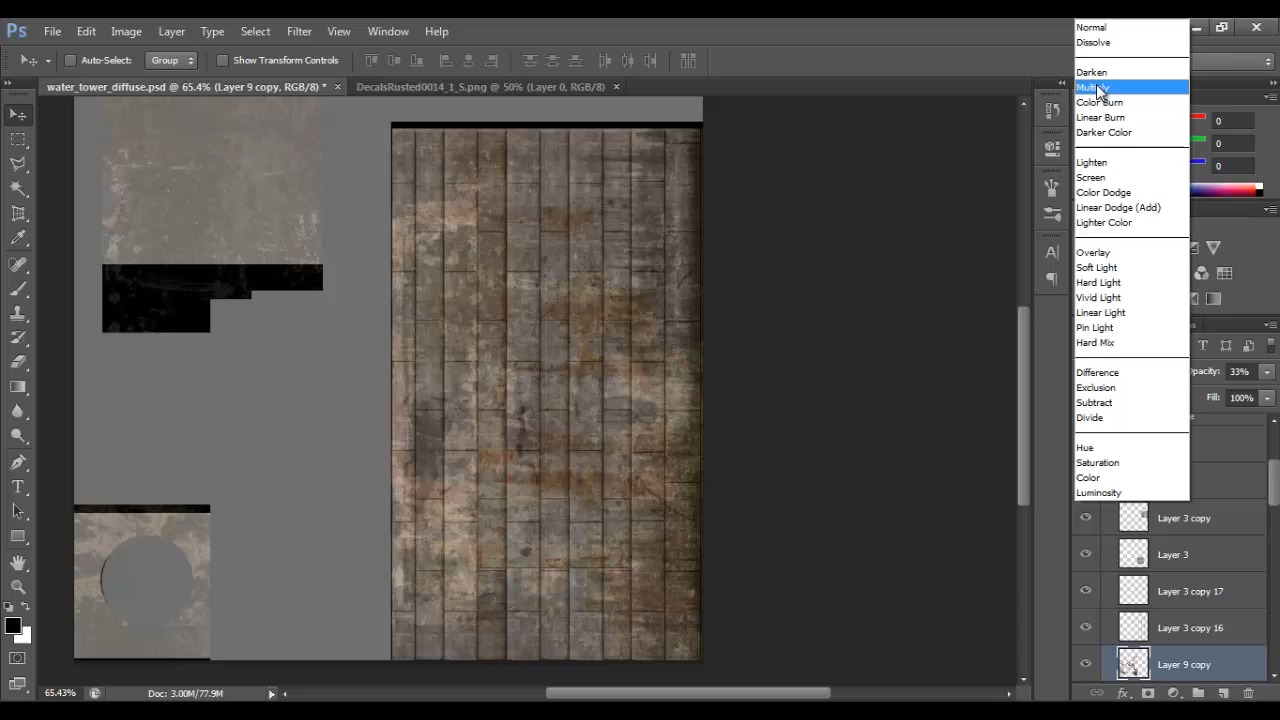 Ps File Edit Image Layer Type Select Filter View Window Help
Auto-Select: Group Show Transform Controls
water_tower_diffuse.psd @ 65.4% (Layer 9 copy, RGB/8) * × DecalsRusted0014_1_S.png @ 50% (Layer 0, RGB/8) ×
Normal
Dissolve
Darken
Multiply
Color Burn
Linear Burn
Darker Color
Lighten
Screen
Color Dodge
Linear Dodge (Add)
Lighter Color
Overlay
Soft Light
Hard Light
Vivid Light
Linear Light
Pin Light
Hard Mix
Difference
Exclusion
Subtract
Divide
Hue
Saturation
Color
Luminosity
0
0
0
33%
Fill: 100%
Layer 3 copy
Layer 3
Layer 3 copy 17
Layer 3 copy 16
Layer 9 copy
65.43% Doc: 3.00M/77.9M